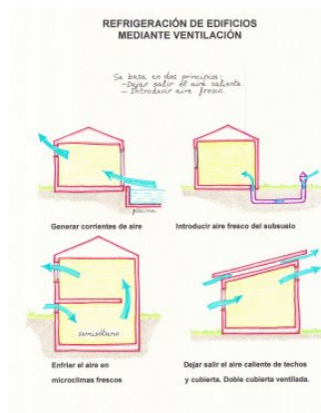 REFRIGERACIÓN DE EDIFICIOS
MEDIANTE VENTILACIÓN
Se basa en dos principios:
- Dejar salir el aire caliente.
- Introducir aire fresco.
piscina
Generar corrientes de aire
Introducir aire fresco del subsuelo
semisótano
Enfriar el aire en
microclimas frescos
Dejar salir el aire caliente de techos
y cubierta. Doble cubierta ventilada.